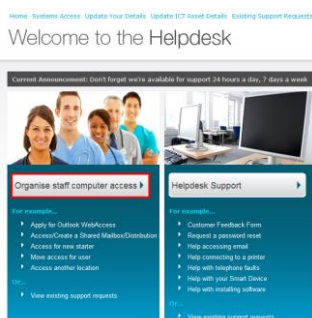 Home Systems Access Update Your Details Update ICT Asset Details Existing Support Requests
Welcome to the Helpdesk
Current Announcement: Don't forget we're available for support 24 hours a day, 7 days a week
Organise staff computer access
For example...
Apply for Outlook WebAccess
Access/Create a Shared Mailbox/Distribution
Access for new starter
Move access for user
Access another location
Or...
View existing support requests
Helpdesk Support
For example...
Customer Feedback Form
Request a password reset
Help accessing email
Help connecting to a printer
Help with telephone faults
Help with your Smart Device
Help with installing software
Or...
View existing support requests